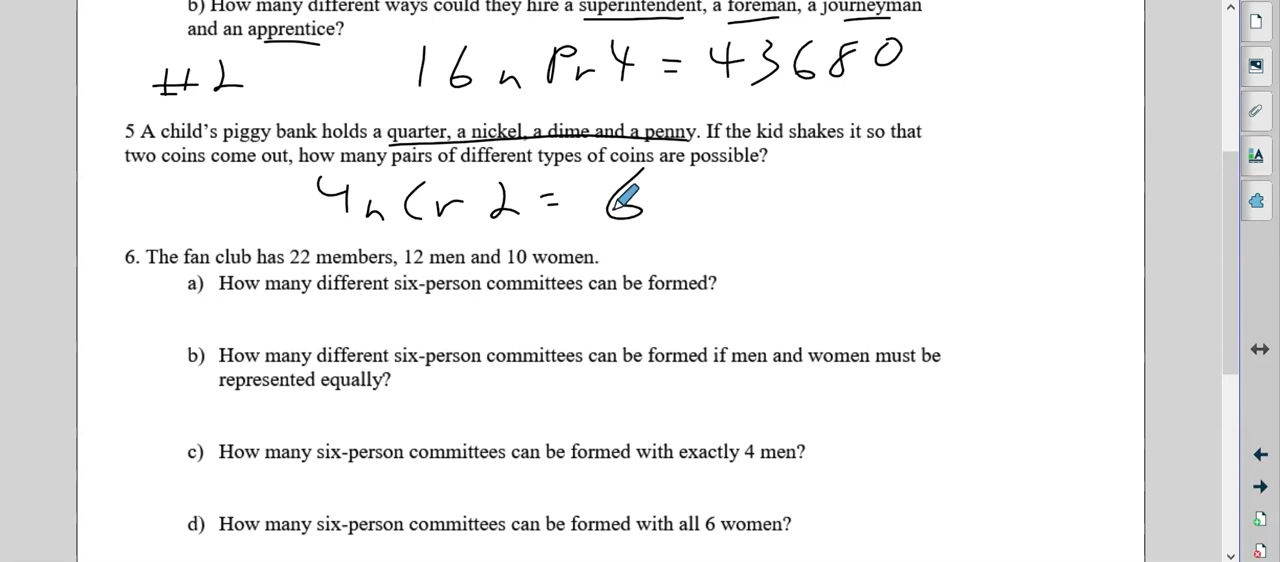 b) How many different ways could they hire a superintendent, a foreman, a journeyman
and an apprentice?
#2 16 n Pr 4 = 43680
5 A child's piggy bank holds a quarter, a nickel, a dime and a penny. If the kid shakes it so that
two coins come out, how many pairs of different types of coins are possible?
4 n Cr 2 = 6
6. The fan club has 22 members, 12 men and 10 women.
a) How many different six-person committees can be formed?
b) How many different six-person committees can be formed if men and women must be
represented equally?
c) How many six-person committees can be formed with exactly 4 men?
d) How many six-person committees can be formed with all 6 women?